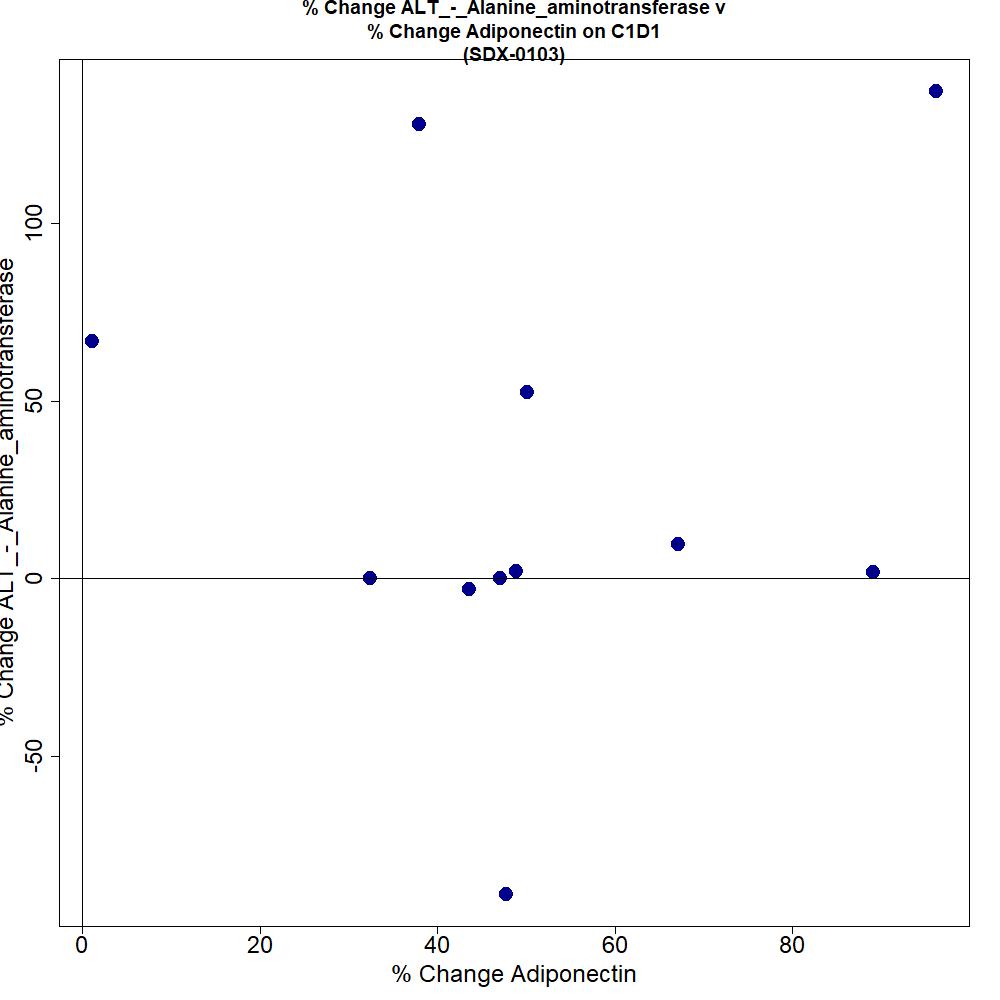 % Change ALT_-_Alanine_aminotransferase v
% Change Adiponectin on C1D1
(SDX-0103)
% Change ALT_-_Alanine_aminotransferase
100
50
0
-50
0
20
40
60
80
% Change Adiponectin